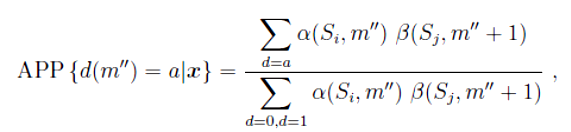 ∑ α(S_i, m″) β(S_j, m″ + 1)
d=a
APP {d(m″) = a|x} = ―――――――――― ,
∑ α(S_i, m″) β(S_j, m″ + 1)
d=0,d=1